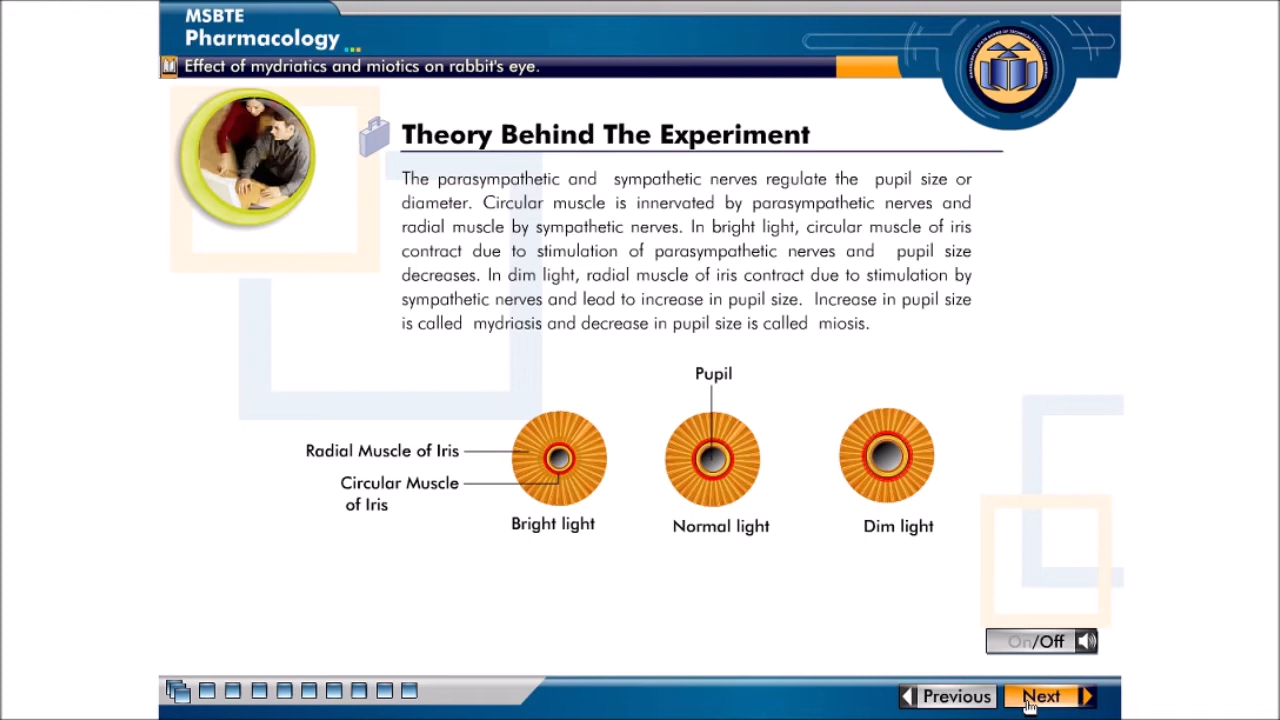 MSBTE
Pharmacology
Effect of mydriatics and miotics on rabbit's eye.
Theory Behind The Experiment
The parasympathetic and sympathetic nerves regulate the pupil size or
diameter. Circular muscle is innervated by parasympathetic nerves and
radial muscle by sympathetic nerves. In bright light, circular muscle of iris
contract due to stimulation of parasympathetic nerves and pupil size
decreases. In dim light, radial muscle of iris contract due to stimulation by
sympathetic nerves and lead to increase in pupil size. Increase in pupil size
is called mydriasis and decrease in pupil size is called miosis.
Pupil
Radial Muscle of Iris
Circular Muscle
of Iris
Bright light
Normal light
Dim light
On/Off
Previous
Next